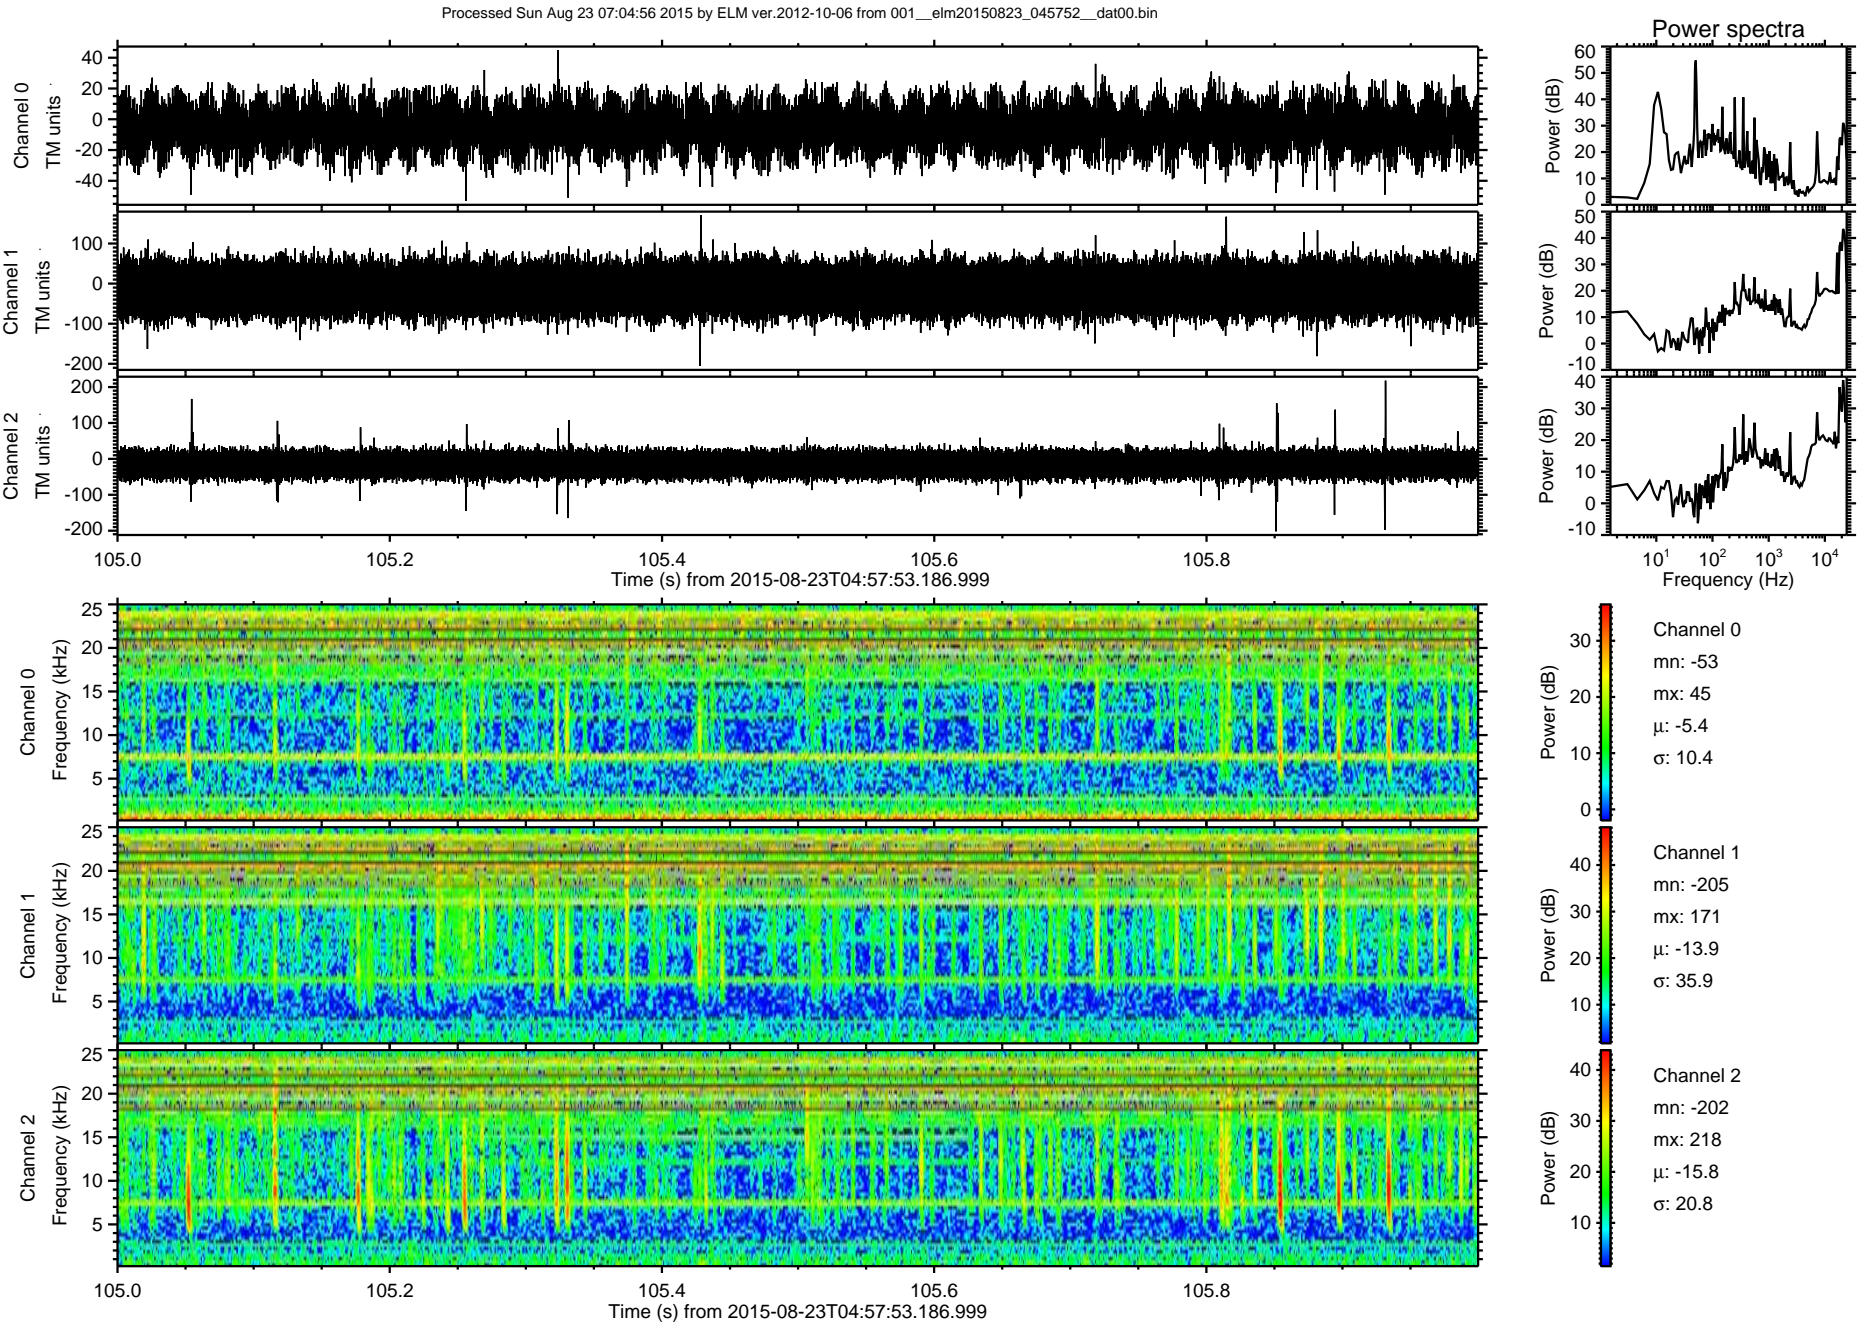 Processed Sun Aug 23 07:04:56 2015 by ELM ver.2012-10-06 from 001__elm20150823_045752__dat00.bin
Power spectra
Channel 0
TM units
40
20
0
-20
-40
Power (dB)
60
50
40
30
20
10
0
Channel 1
TM units
100
0
-100
-200
Power (dB)
50
40
30
20
10
0
-10
Channel 2
TM units
200
100
0
-100
-200
Power (dB)
40
30
20
10
0
-10
105.0 105.2 105.4 105.6 105.8
Time (s) from 2015-08-23T04:57:53.186.999
10^1 10^2 10^3 10^4
Frequency (Hz)
Channel 0
Frequency (kHz)
25
20
15
10
5
Power (dB)
30
20
10
0
Channel 0
mn: -53
mx: 45
μ: -5.4
σ: 10.4
Channel 1
Frequency (kHz)
25
20
15
10
5
Power (dB)
40
30
20
10
Channel 1
mn: -205
mx: 171
μ: -13.9
σ: 35.9
Channel 2
Frequency (kHz)
25
20
15
10
5
Power (dB)
40
30
20
10
Channel 2
mn: -202
mx: 218
μ: -15.8
σ: 20.8
105.0 105.2 105.4 105.6 105.8
Time (s) from 2015-08-23T04:57:53.186.999